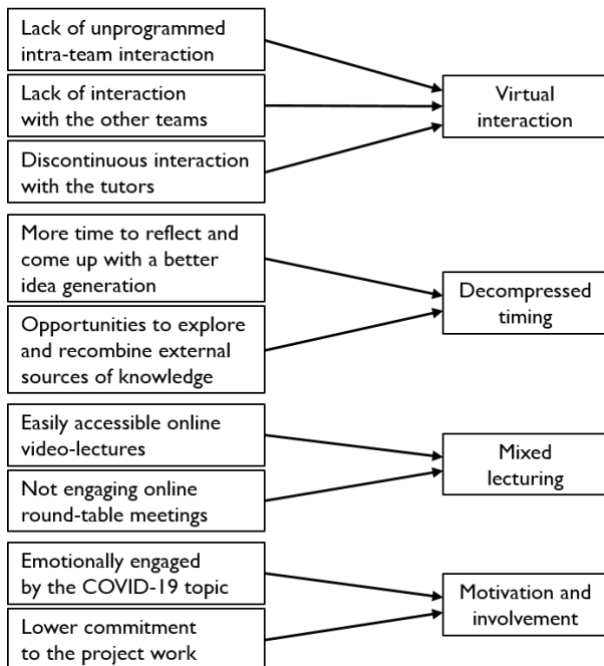 Lack of unprogrammed
intra-team interaction
Lack of interaction
with the other teams
Discontinuous interaction
with the tutors
Virtual
interaction
More time to reflect and
come up with a better
idea generation
Opportunities to explore
and recombine external
sources of knowledge
Decompressed
timing
Easily accessible online
video-lectures
Not engaging online
round-table meetings
Mixed
lecturing
Emotionally engaged
by the COVID-19 topic
Lower commitment
to the project work
Motivation and
involvement